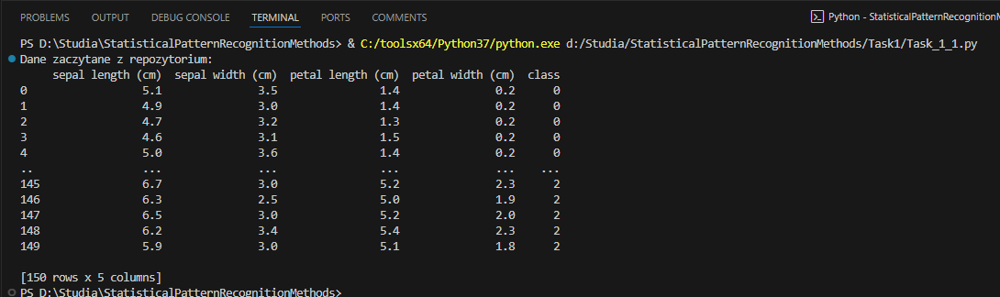 PROBLEMS OUTPUT DEBUG CONSOLE TERMINAL PORTS COMMENTS Python - StatisticalPatternRecognitionM
PS D:\Studia\StatisticalPatternRecognitionMethods> & C:/toolsx64/Python37/python.exe d:/Studia/StatisticalPatternRecognitionMethods/Task1/Task_1_1.py
Dane zaczytane z repozytorium:
     sepal length (cm)  sepal width (cm)  petal length (cm)  petal width (cm)  class
0                  5.1               3.5                1.4               0.2      0
1                  4.9               3.0                1.4               0.2      0
2                  4.7               3.2                1.3               0.2      0
3                  4.6               3.1                1.5               0.2      0
4                  5.0               3.6                1.4               0.2      0
..                 ...               ...                ...               ...    ...
145                6.7               3.0                5.2               2.3      2
146                6.3               2.5                5.0               1.9      2
147                6.5               3.0                5.2               2.0      2
148                6.2               3.4                5.4               2.3      2
149                5.9               3.0                5.1               1.8      2
[150 rows x 5 columns]
PS D:\Studia\StatisticalPatternRecognitionMethods>